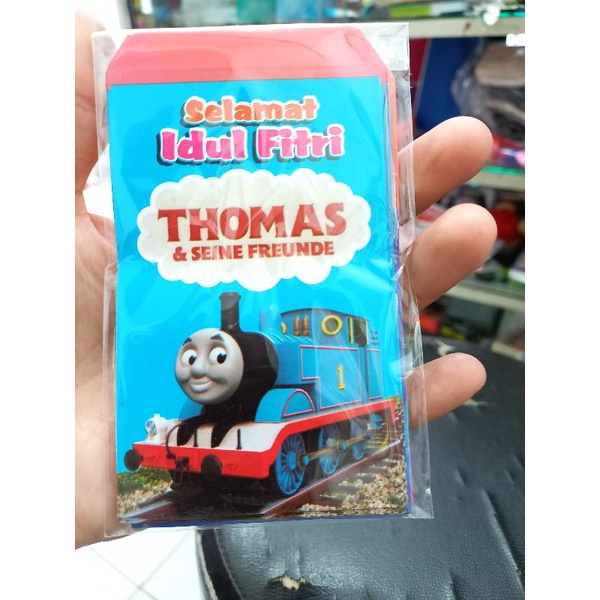 Selamat
Idul Fitri
THOMAS
& SEINE FREUNDE
1